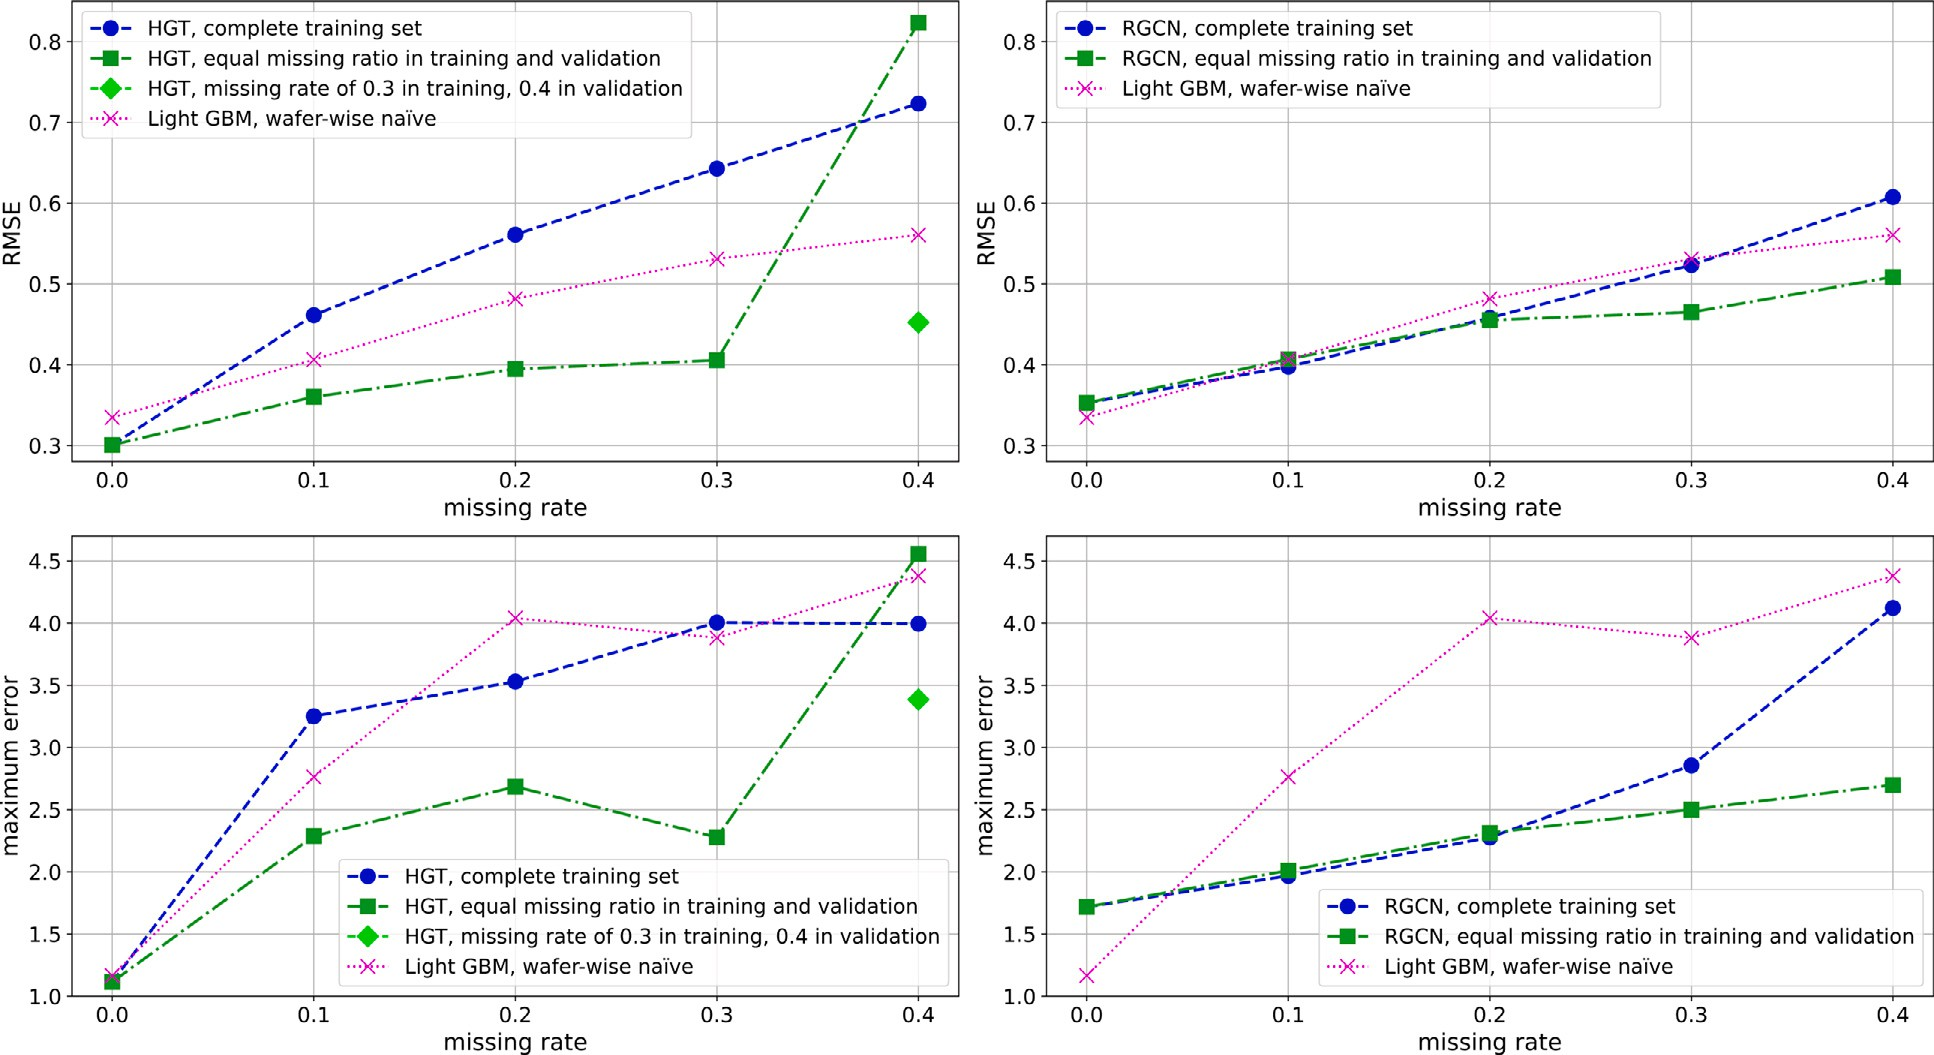 HGT, complete training set
HGT, equal missing ratio in training and validation
HGT, missing rate of 0.3 in training, 0.4 in validation
Light GBM, wafer-wise naïve
RMSE
0.8
0.7
0.6
0.5
0.4
0.3
0.0 0.1 0.2 0.3 0.4
missing rate
RGCN, complete training set
RGCN, equal missing ratio in training and validation
Light GBM, wafer-wise naïve
RMSE
0.8
0.7
0.6
0.5
0.4
0.3
0.0 0.1 0.2 0.3 0.4
missing rate
maximum error
4.5
4.0
3.5
3.0
2.5
2.0
1.5
1.0
HGT, complete training set
HGT, equal missing ratio in training and validation
HGT, missing rate of 0.3 in training, 0.4 in validation
Light GBM, wafer-wise naïve
0.0 0.1 0.2 0.3 0.4
missing rate
maximum error
4.5
4.0
3.5
3.0
2.5
2.0
1.5
1.0
RGCN, complete training set
RGCN, equal missing ratio in training and validation
Light GBM, wafer-wise naïve
0.0 0.1 0.2 0.3 0.4
missing rate